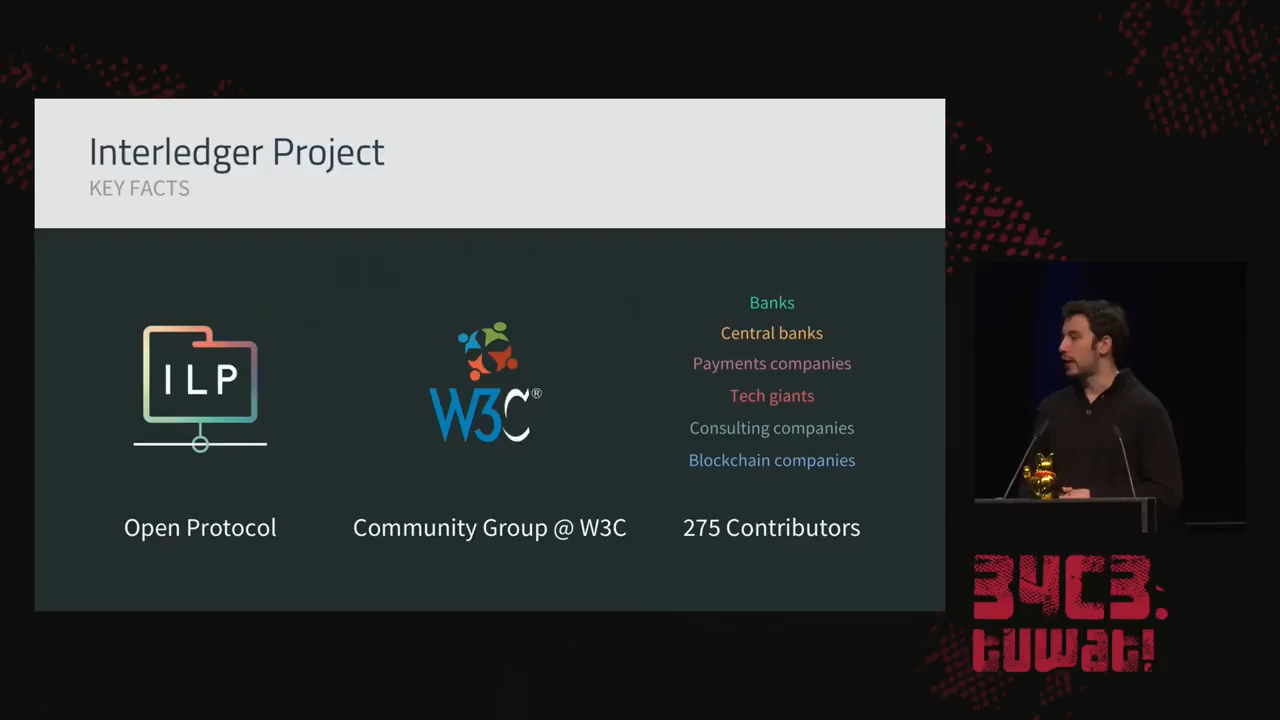 Interledger Project
KEY FACTS
ILP
Open Protocol
W3C®
Community Group @ W3C
Banks
Central banks
Payments companies
Tech giants
Consulting companies
Blockchain companies
275 Contributors
34C3.
tuwat!